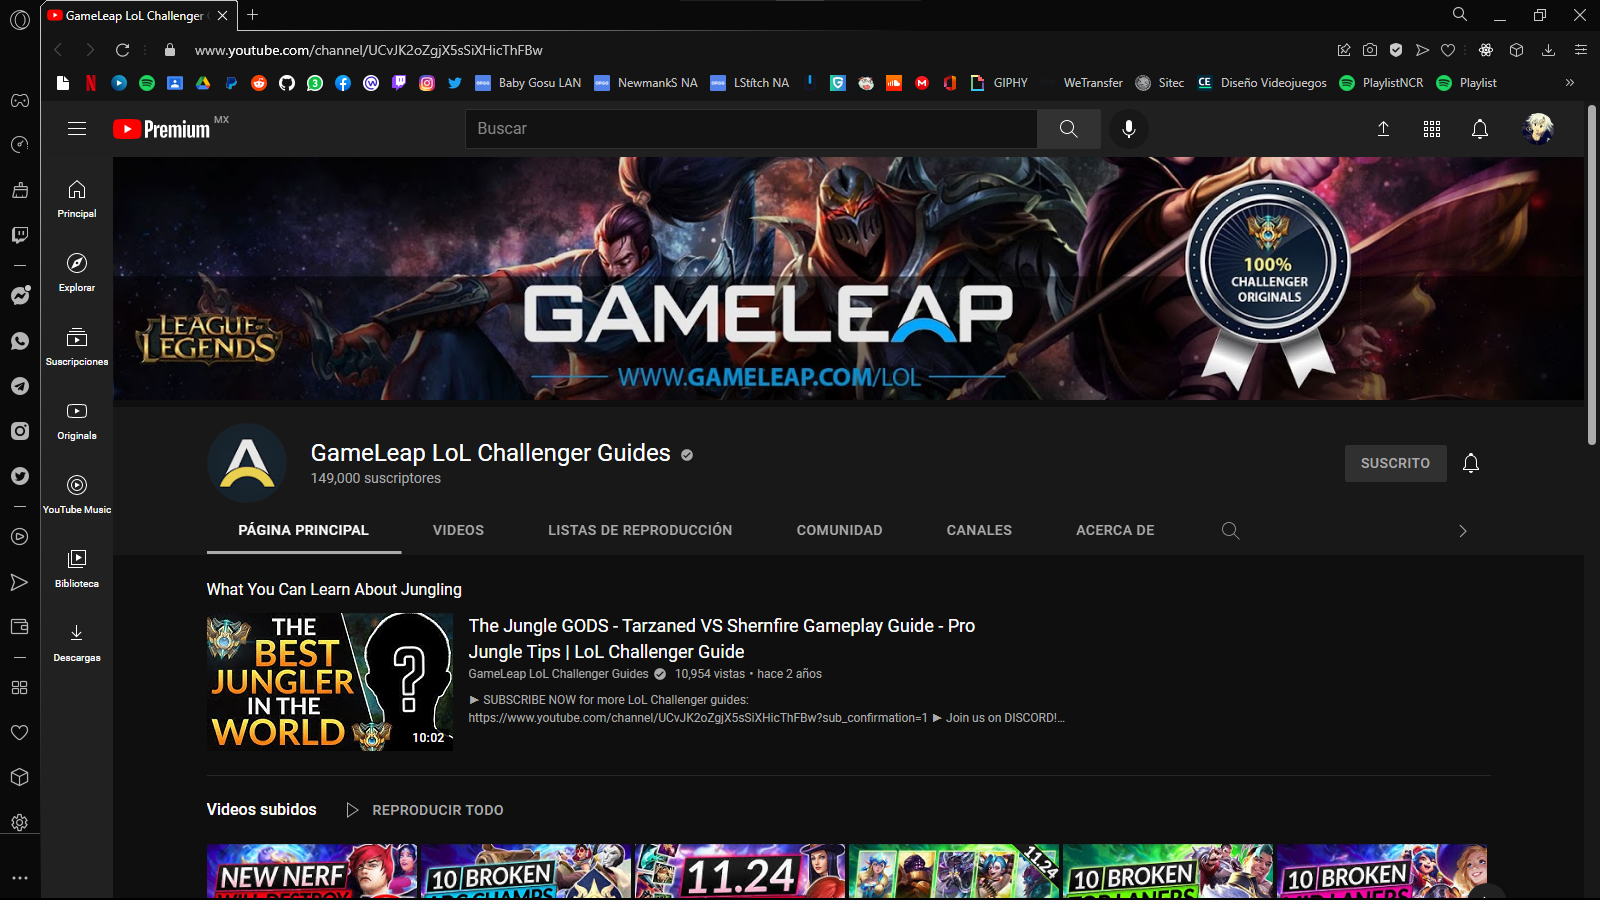 GameLeap LoL Challenger
www.youtube.com/channel/UCvJK2oZgjX5sSiXHicThFBw
Baby Gosu LAN
NewmankS NA
LStitch NA
GIPHY
WeTransfer
Sitec
CE
Diseño Videojuegos
PlaylistNCR
Playlist
Premium MX
Buscar
Principal
Explorar
Suscripciones
Originals
YouTube Music
Biblioteca
Descargas
LEAGUE OF
LEGENDS
GAMELEAP
WWW.GAMELEAP.COM/LOL
100%
CHALLENGER
ORIGINALS
GameLeap LoL Challenger Guides
149,000 suscriptores
SUSCRITO
PÁGINA PRINCIPAL
VIDEOS
LISTAS DE REPRODUCCIÓN
COMUNIDAD
CANALES
ACERCA DE
What You Can Learn About Jungling
THE
BEST
JUNGLER
IN THE
WORLD
?
10:02
The Jungle GODS - Tarzaned VS Shernfire Gameplay Guide - Pro
Jungle Tips | LoL Challenger Guide
GameLeap LoL Challenger Guides 10,954 vistas • hace 2 años
► SUBSCRIBE NOW for more LoL Challenger guides:
https://www.youtube.com/channel/UCvJK2oZgjX5sSiXHicThFBw?sub_confirmation=1 ► Join us on DISCORD!...
Videos subidos
REPRODUCIR TODO
NEW NERF
WILL DESTROY
10 BROKEN
11.24
11.24
10 BROKEN
TOP LANERS
10 BROKEN
MID LANERS